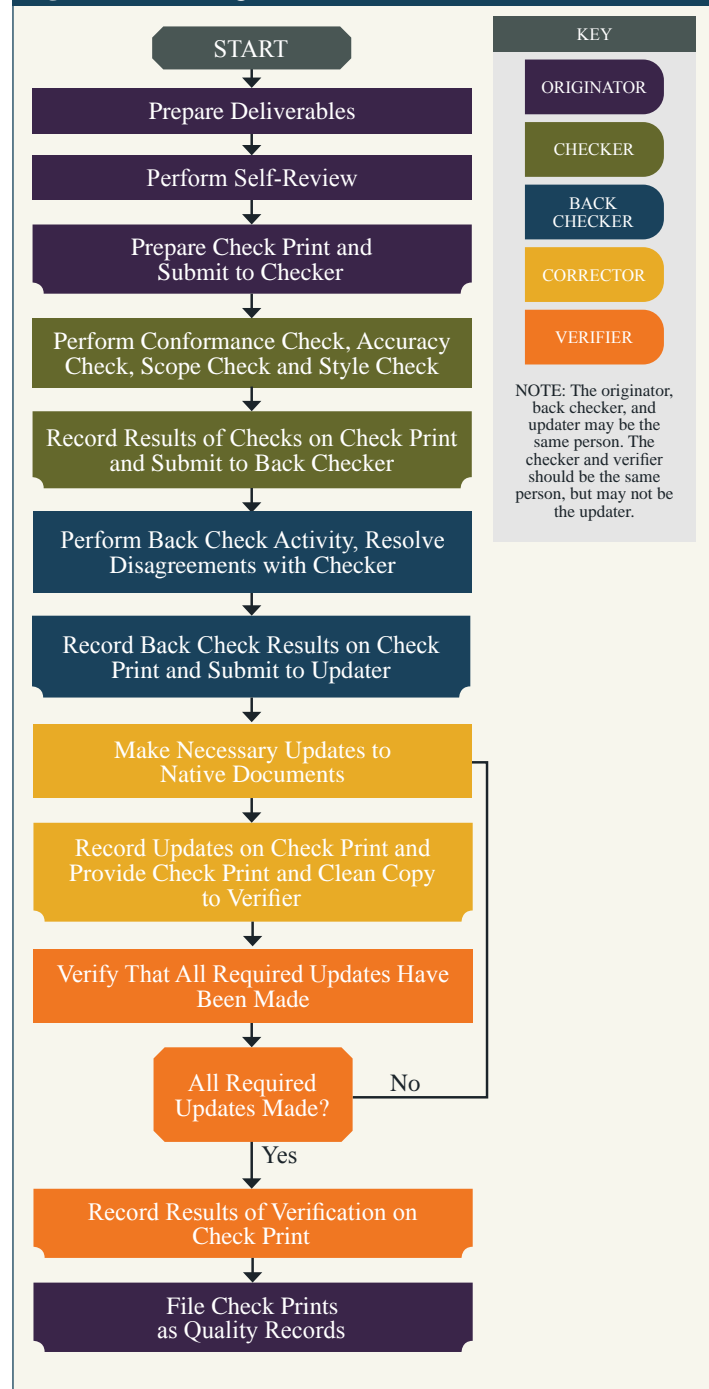 START
Prepare Deliverables
Perform Self-Review
Prepare Check Print and
Submit to Checker
Perform Conformance Check, Accuracy
Check, Scope Check and Style Check
Record Results of Checks on Check Print
and Submit to Back Checker
Perform Back Check Activity, Resolve
Disagreements with Checker
Record Back Check Results on Check
Print and Submit to Updater
Make Necessary Updates to
Native Documents
Record Updates on Check Print and
Provide Check Print and Clean Copy
to Verifier
Verify That All Required Updates Have
Been Made
All Required
Updates Made?
No
Yes
Record Results of Verification on
Check Print
File Check Prints
as Quality Records
KEY
ORIGINATOR
CHECKER
BACK
CHECKER
CORRECTOR
VERIFIER
NOTE: The originator,
back checker, and
updater may be the
same person. The
checker and verifier
should be the same
person, but may not be
the updater.